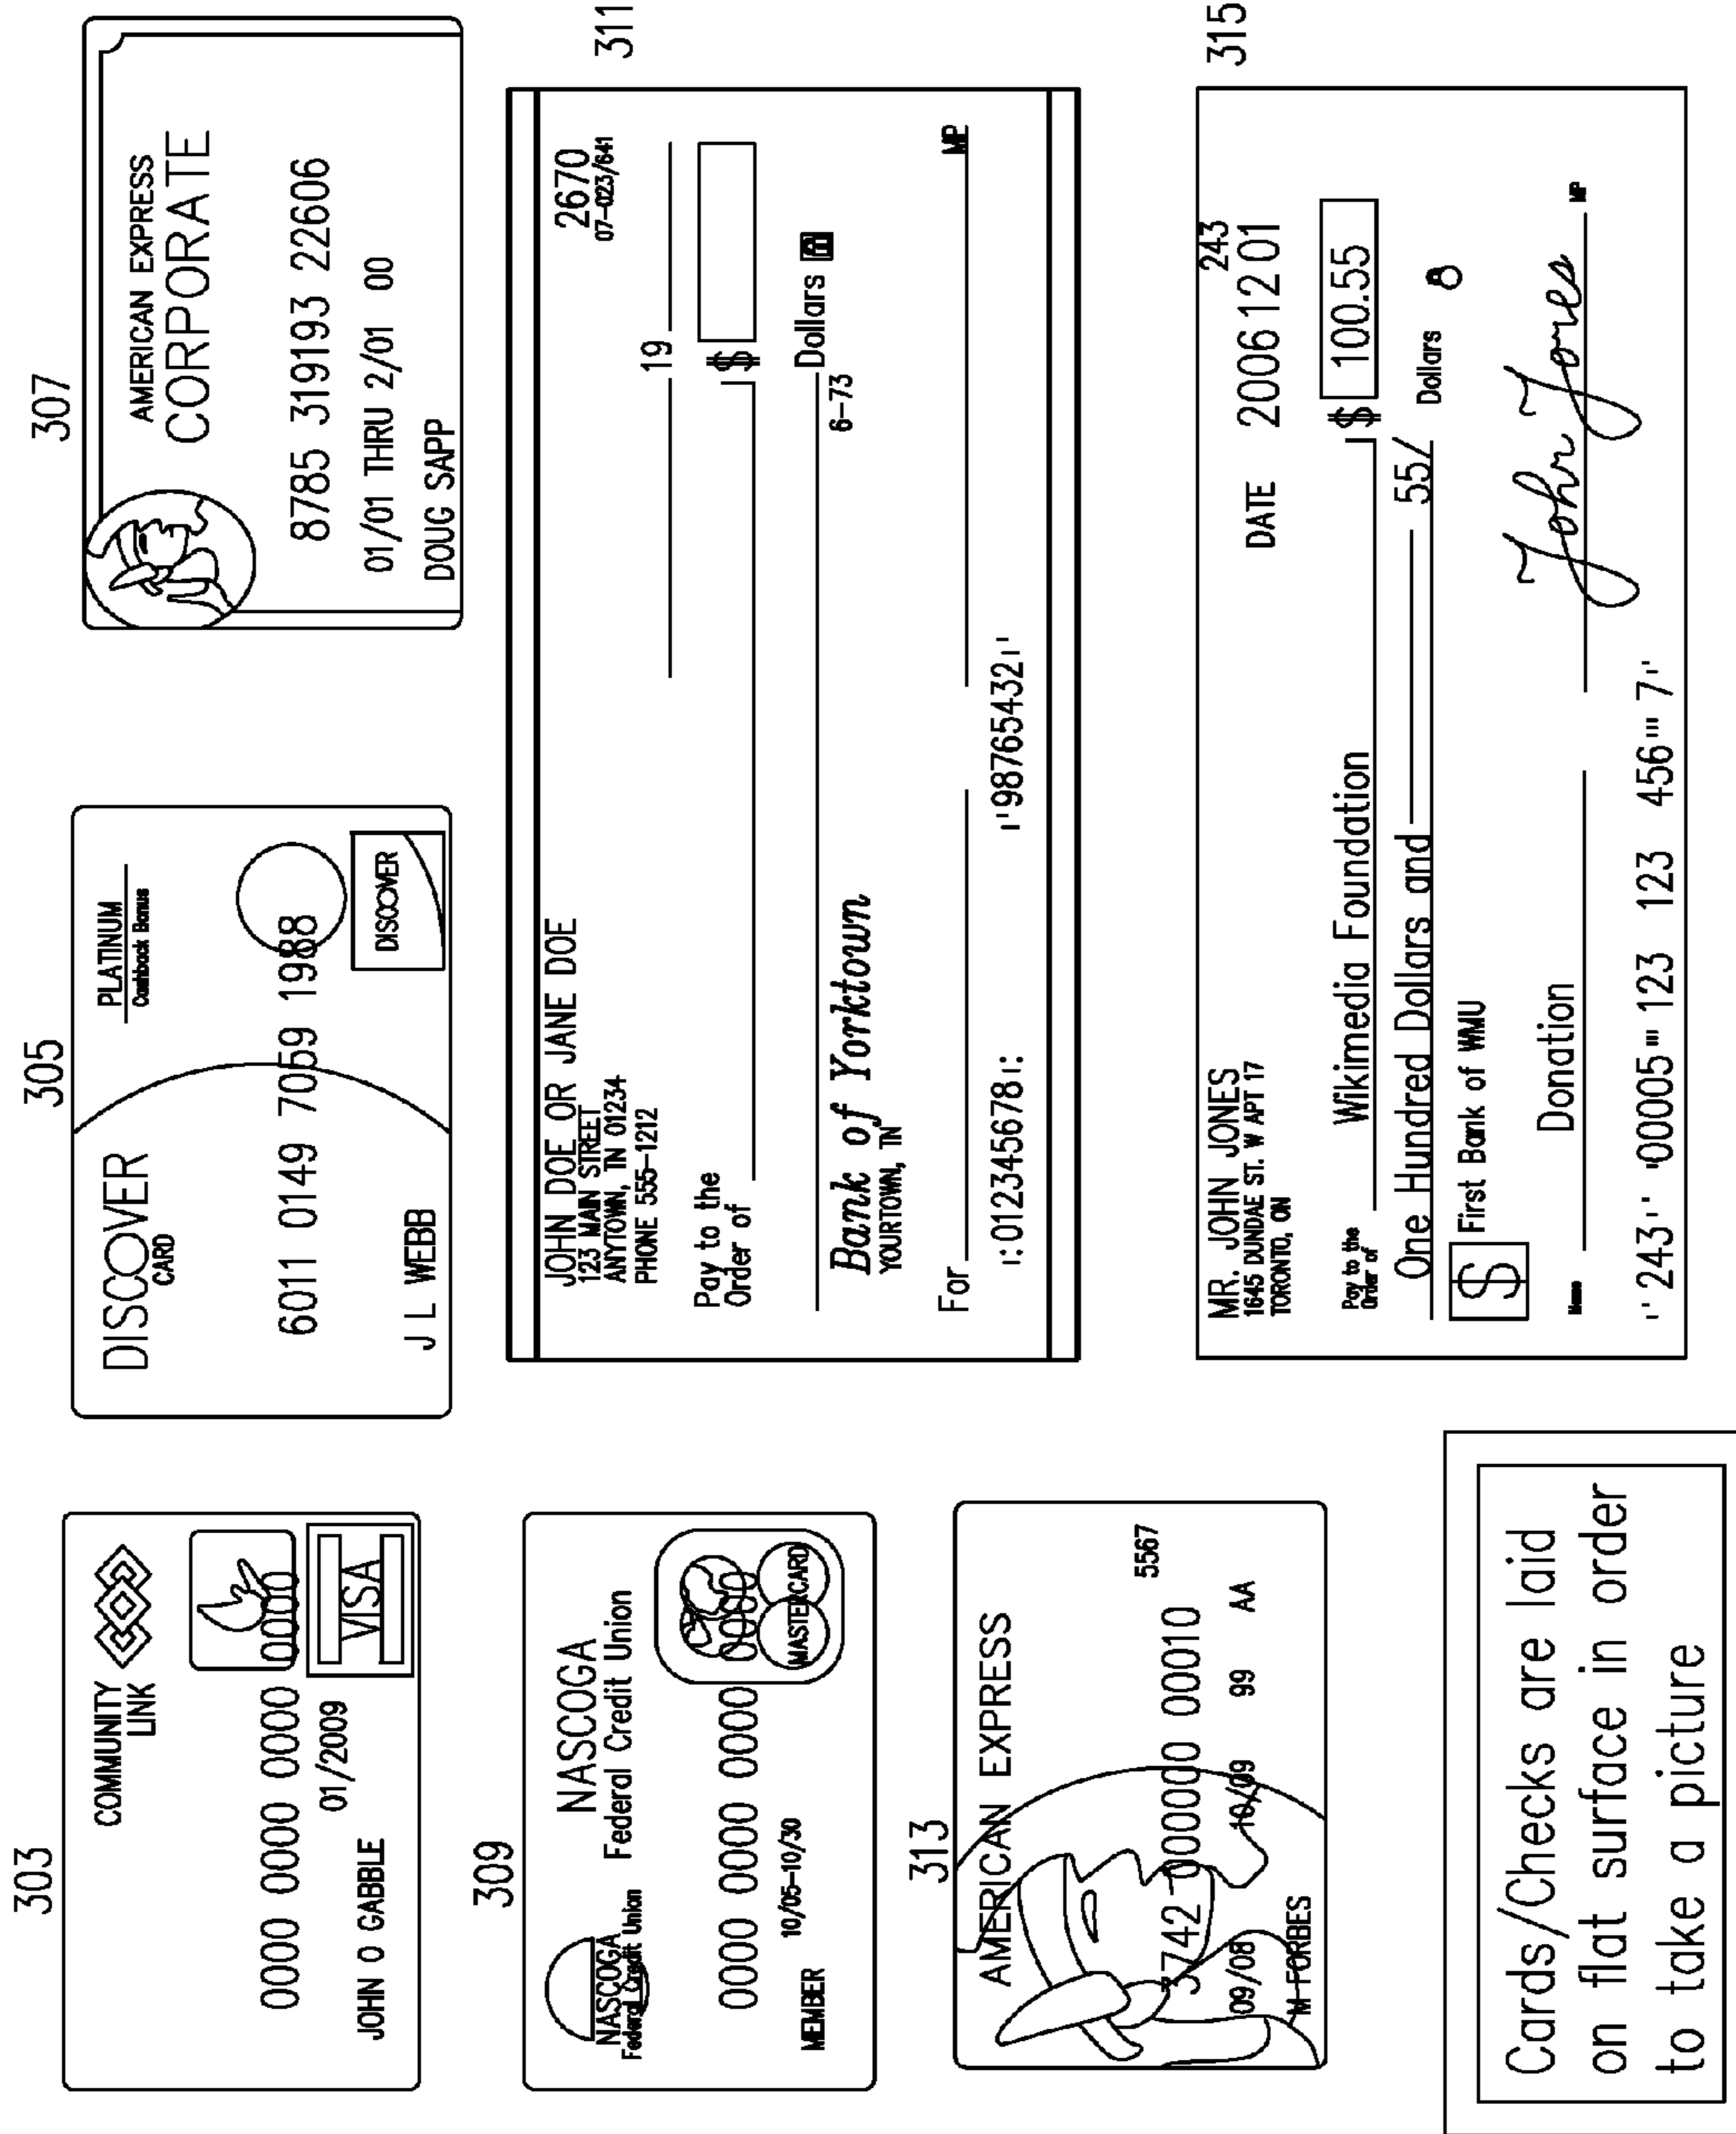 303
COMMUNITY
LINK
0000 0000 0000 0000
01/2009
JOHN O GABBLE
VISA
305
DISCOVER
CARD
PLATINUM
Cashback Bonus
6011 0149 7059 1988
J L WEBB
DISCOVER
307
AMERICAN EXPRESS
CORPORATE
8785 319193 22606
01/01 THRU 2/01 00
DOUG SAPP
309
NASCOGA
Federal Credit Union
NASCOGA
Federal Credit Union
0000 0000 0000 0000
10/05-10/30
MEMBER
MASTERCARD
311
JOHN DOE OR JANE DOE
123 MAIN STREET
ANYTOWN, TN 01234
PHONE 555-1212
2670
07-023/641
19
Pay to the
Order of
$
Dollars
6-73
Bank of Yorktown
YOURTOWN, TN
For
MP
⑆012345678⑆ ⑈98765432⑈
313
AMERICAN EXPRESS
5567
3742 000000 00010
09/08 10/09 99 AA
M FORBES
315
MR. JOHN JONES
1645 DUNDAE ST. W APT 17
TORONTO, ON
243
DATE 20061201
Pay to the
Order of
Wikimedia Foundation
$ 100.55
One Hundred Dollars and 55/
Dollars
$
First Bank of WMU
Memo
Donation
John Jones
MP
⑈243⑈ ⑈00005⑉123 123 456⑉7⑈
Cards/Checks are laid
on flat surface in order
to take a picture